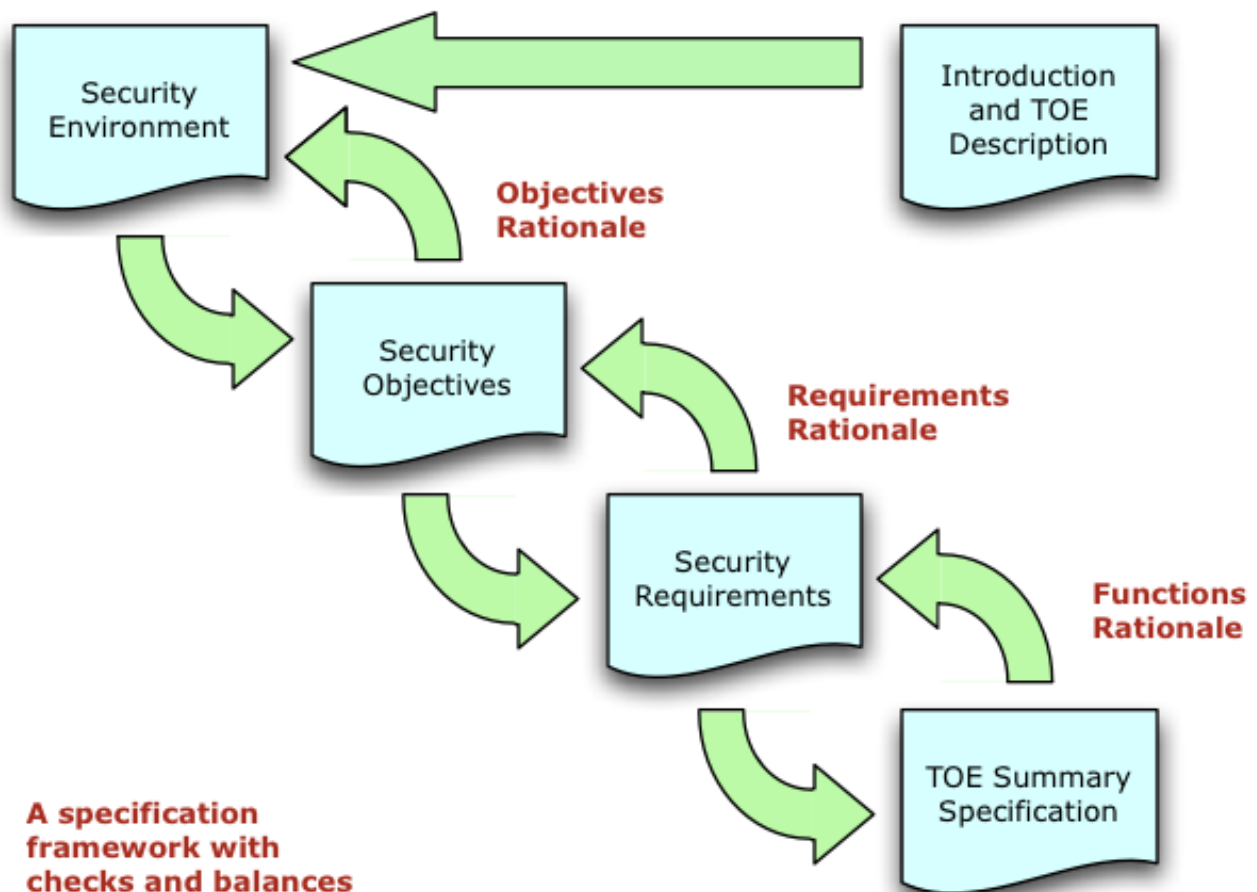 Security
Environment
Introduction
and TOE
Description
Objectives
Rationale
Security
Objectives
Requirements
Rationale
Security
Requirements
Functions
Rationale
TOE Summary
Specification
A specification
framework with
checks and balances